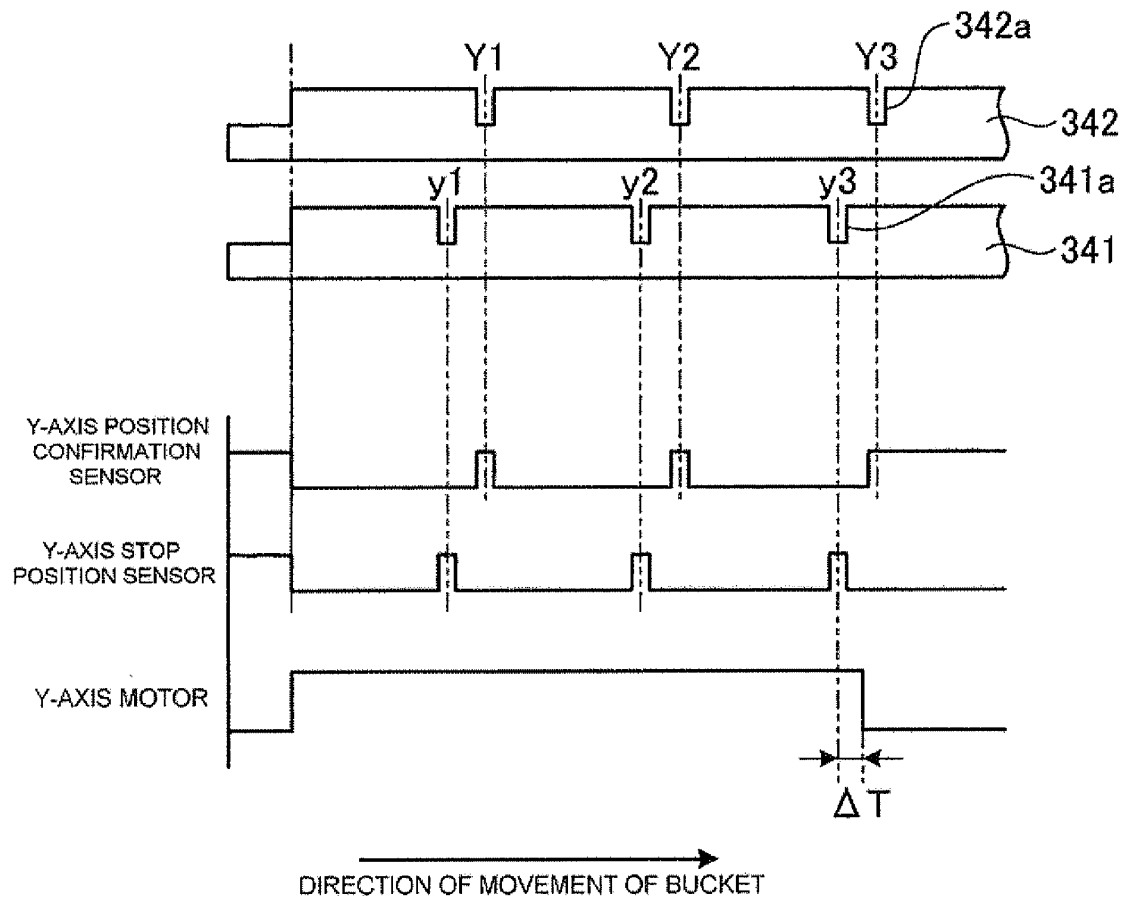 342a
Y1 Y2 Y3
342
y1 y2 y3
341a
341
Y-AXIS POSITION
CONFIRMATION
SENSOR
Y-AXIS STOP
POSITION SENSOR
Y-AXIS MOTOR
ΔT
DIRECTION OF MOVEMENT OF BUCKET